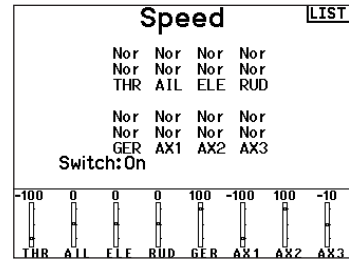 Speed
LIST
Nor Nor Nor Nor
Nor Nor Nor Nor
THR AIL ELE RUD
Nor Nor Nor Nor
Nor Nor Nor Nor
GER AX1 AX2 AX3
Switch:On
-100 0 0 0 100 -100 100 -10
THR AIL ELE RUD GER AX1 AX2 AX3